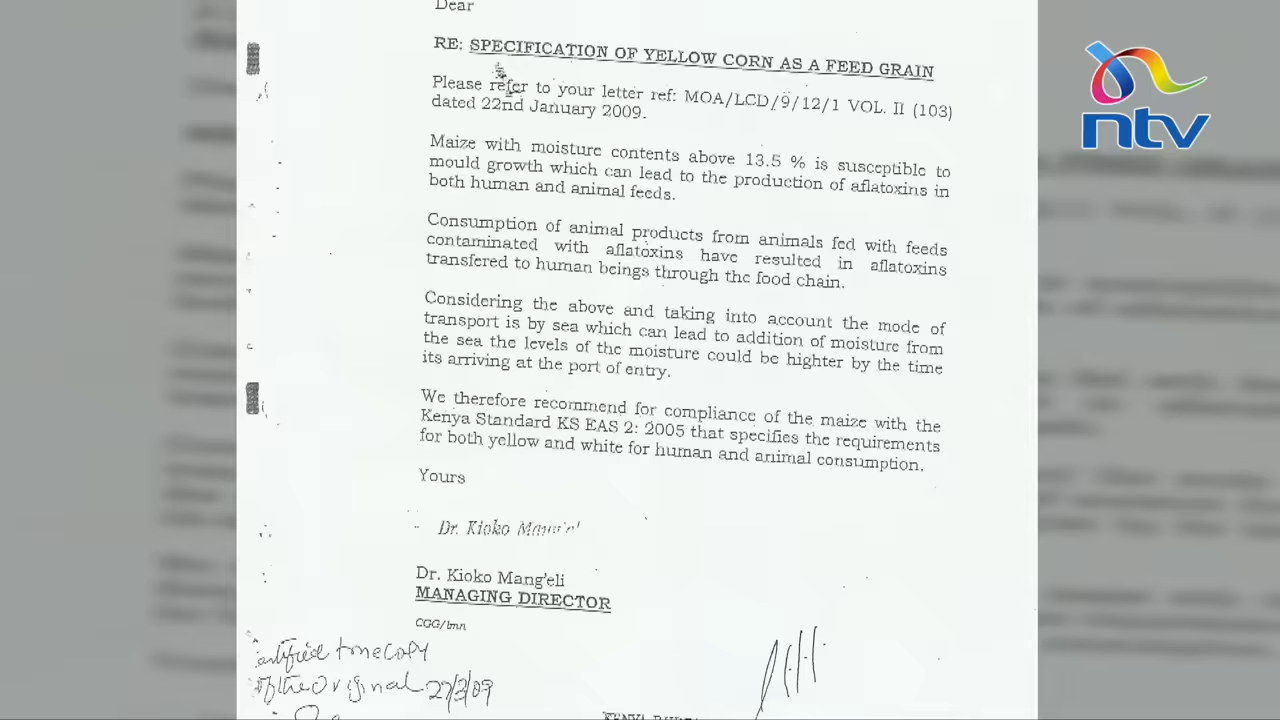 Dear
RE: SPECIFICATION OF YELLOW CORN AS A FEED GRAIN
Please refer to your letter ref: MOA/LCD/9/12/1 VOL. II (103)
dated 22nd January 2009.
Maize with moisture contents above 13.5 % is susceptible to
mould growth which can lead to the production of aflatoxins in
both human and animal feeds.
Consumption of animal products from animals fed with feeds
contaminated with aflatoxins have resulted in aflatoxins
transfered to human beings through the food chain.
Considering the above and taking into account the mode of
transport is by sea which can lead to addition of moisture from
the sea the levels of the moisture could be highter by the time
its arriving at the port of entry.
We therefore recommend for compliance of the maize with the
Kenya Standard KS EAS 2: 2005 that specifies the requirements
for both yellow and white for human and animal consumption.
Yours
Dr. Kioko
Dr. Kioko Mang'eli
MANAGING DIRECTOR
CGG/tmn
true copy
of the Original 27/3/09
KENYA
ntv